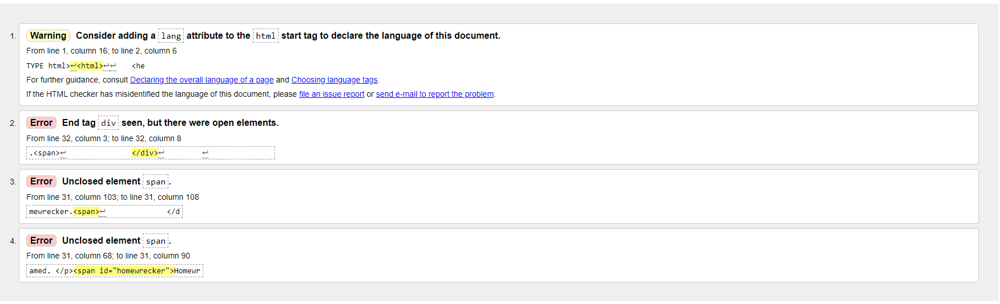 1. Warning Consider adding a lang attribute to the html start tag to declare the language of this document.
From line 1, column 16; to line 2, column 6
TYPE html>↩<html>↩↩ <he
For further guidance, consult Declaring the overall language of a page and Choosing language tags.
If the HTML checker has misidentified the language of this document, please file an issue report or send e-mail to report the problem.
2. Error End tag div seen, but there were open elements.
From line 32, column 3; to line 32, column 8
.<span>↩ </div>↩ ↩
3. Error Unclosed element span.
From line 31, column 103; to line 31, column 108
mewrecker.<span>↩ </d
4. Error Unclosed element span.
From line 31, column 68; to line 31, column 90
amed. </p><span id="homewrecker">Homewr